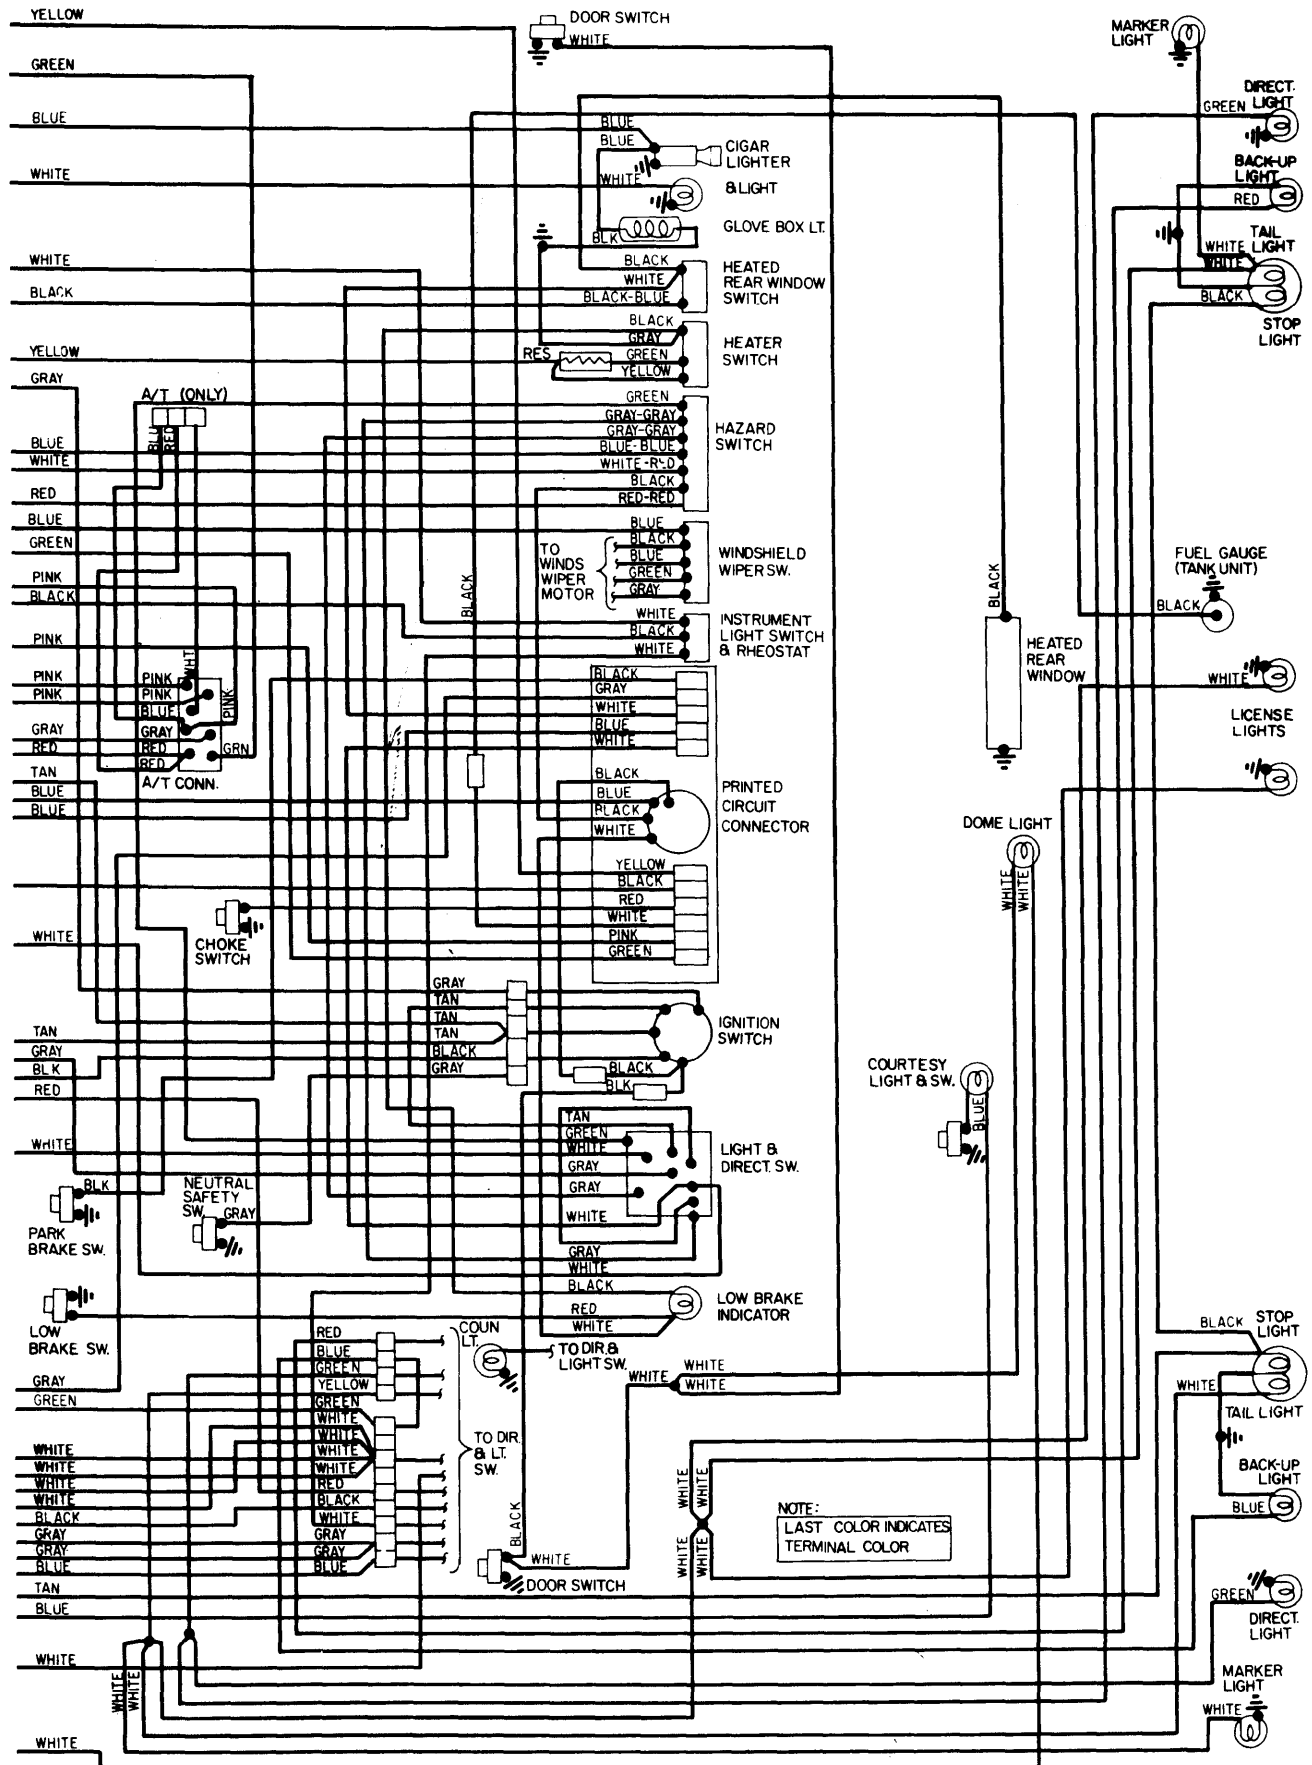 YELLOW
DOOR SWITCH
WHITE
MARKER
LIGHT
GREEN
DIRECT.
LIGHT
GREEN
BLUE
BLUE
BLUE
CIGAR
LIGHTER
BACK-UP
LIGHT
WHITE
WHITE
& LIGHT
RED
BLK
GLOVE BOX LT.
TAIL
LIGHT
WHITE
WHITE
WHITE
BLACK
WHITE
HEATED
REAR WINDOW
SWITCH
BLACK
BLACK-BLUE
BLACK
STOP
LIGHT
BLACK
GRAY
HEATER
SWITCH
YELLOW
RES
GREEN
YELLOW
GRAY
A/T (ONLY)
GREEN
GRAY-GRAY
GRAY-GRAY
HAZARD
SWITCH
BLU
RED
BLUE
BLUE-BLUE
WHITE
WHITE-RED
BLACK
RED
RED-RED
BLUE
BLUE
GREEN
BLACK
BLUE
GREEN
GRAY
TO
WINDS
WIPER
MOTOR
WINDSHIELD
WIPER SW.
FUEL GAUGE
(TANK UNIT)
PINK
BLACK
BLACK
BLACK
BLACK
WHITE
BLACK
WHITE
INSTRUMENT
LIGHT SWITCH
& RHEOSTAT
PINK
HEATED
REAR
WINDOW
WHT
PINK
PINK
PINK
PINK
PINK
BLUE
BLACK
GRAY
WHITE
BLUE
WHITE
WHITE
LICENSE
LIGHTS
GRAY
GRAY
RED
RED
RED
GRN
A/T CONN.
TAN
BLUE
BLUE
BLACK
BLUE
BLACK
WHITE
PRINTED
CIRCUIT
CONNECTOR
DOME LIGHT
YELLOW
BLACK
RED
WHITE
PINK
GREEN
WHITE
WHITE
CHOKE
SWITCH
WHITE
GRAY
TAN
TAN
TAN
BLACK
GRAY
IGNITION
SWITCH
TAN
GRAY
BLK
RED
BLACK
BLK
COURTESY
LIGHT & SW.
BLUE
TAN
GREEN
WHITE
GRAY
GRAY
WHITE
GRAY
WHITE
LIGHT &
DIRECT. SW.
WHITE
BLK
PARK
BRAKE SW.
NEUTRAL
SAFETY
SW.
GRAY
BLACK
RED
WHITE
LOW BRAKE
INDICATOR
LOW
BRAKE SW.
RED
BLUE
GREEN
YELLOW
GREEN
WHITE
WHITE
WHITE
WHITE
RED
BLACK
WHITE
GRAY
GRAY
BLUE
COUN
LT.
TO DIR.&
LIGHT SW.
BLACK
STOP
LIGHT
WHITE
WHITE
WHITE
WHITE
TAIL LIGHT
GRAY
GREEN
WHITE
WHITE
WHITE
WHITE
BLACK
GRAY
GRAY
BLUE
TAN
BLUE
TO DIR.
& LT.
SW.
BLACK
WHITE
DOOR SWITCH
WHITE
WHITE
WHITE
WHITE
NOTE:
LAST COLOR INDICATES
TERMINAL COLOR
BACK-UP
LIGHT
BLUE
GREEN
DIRECT.
LIGHT
WHITE
WHITE
WHITE
MARKER
LIGHT
WHITE
WHITE